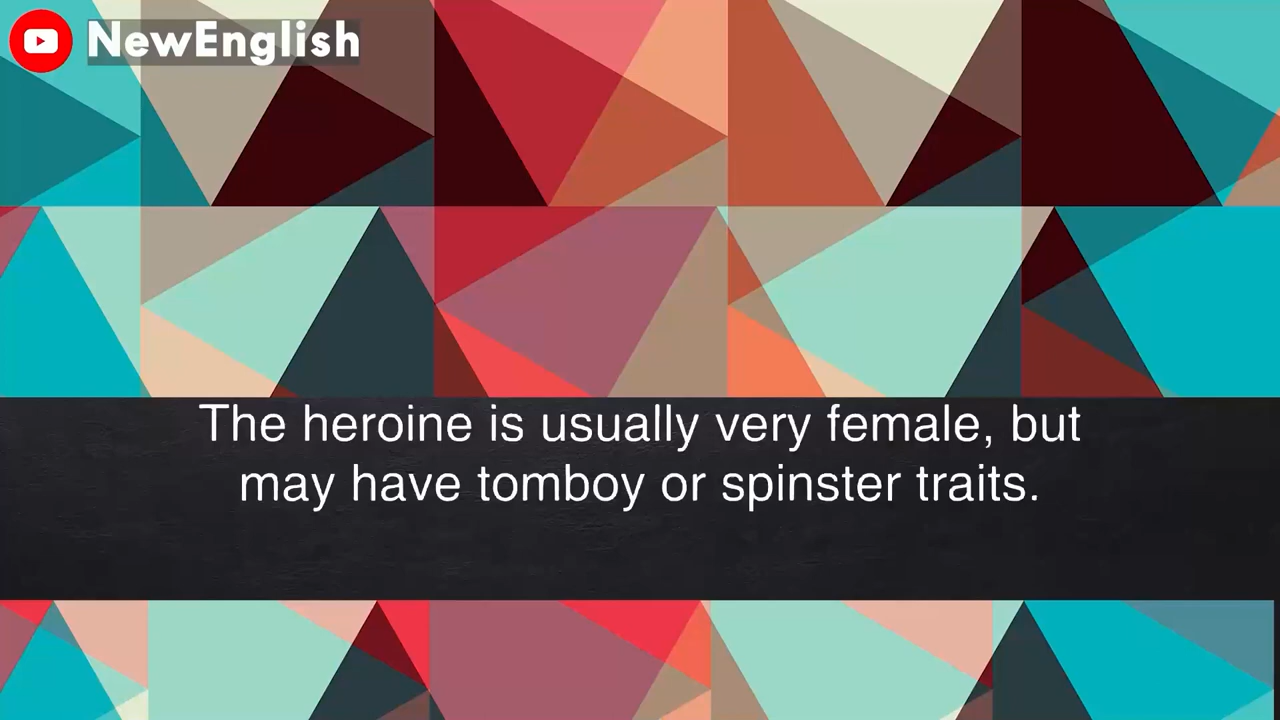 NewEnglish
The heroine is usually very female, but
may have tomboy or spinster traits.